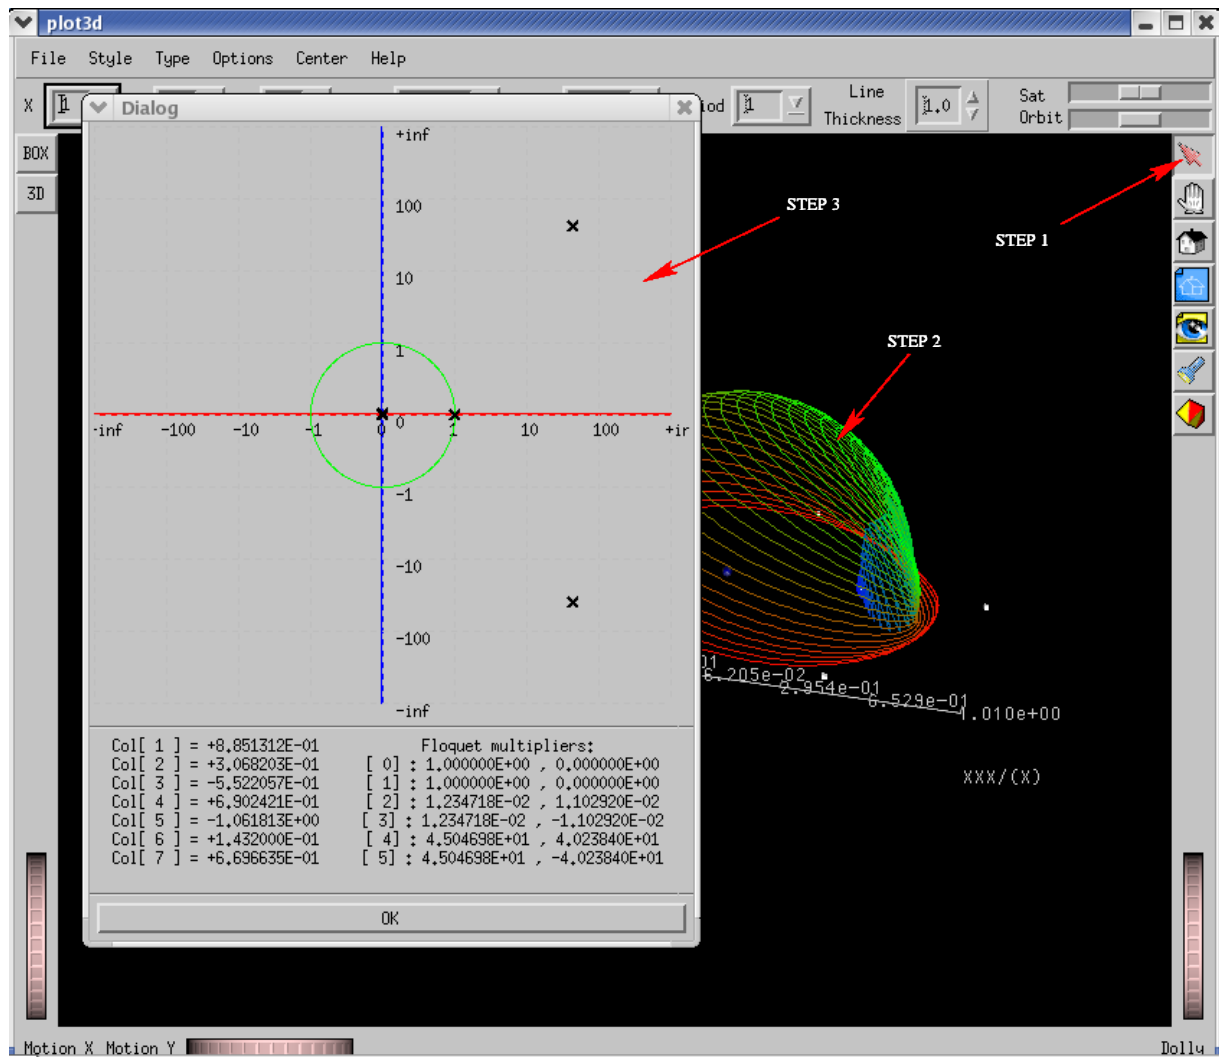 plot3d
File Style Type Options Center Help
X 1
Dialog
iod 1
Line
Thickness
1.0
Sat
Orbit
BOX
3D
+inf
100
10
1
0
-1
-10
-100
-inf
-inf -100 -10 -1 0 1 10 100 +in
STEP 3
STEP 1
STEP 2
01
6.205e-02
2.954e-01
6.529e-01
1.010e+00
XXX/(X)
Col[ 1 ] = +8.851312E-01
Col[ 2 ] = +3.068203E-01
Col[ 3 ] = -5.522057E-01
Col[ 4 ] = +6.902421E-01
Col[ 5 ] = -1.061813E+00
Col[ 6 ] = +1.432000E-01
Col[ 7 ] = +6.696635E-01
Floquet multipliers:
[ 0] : 1.000000E+00 , 0.000000E+00
[ 1] : 1.000000E+00 , 0.000000E+00
[ 2] : 1.234718E-02 , 1.102920E-02
[ 3] : 1.234718E-02 , -1.102920E-02
[ 4] : 4.504698E+01 , 4.023840E+01
[ 5] : 4.504698E+01 , -4.023840E+01
OK
Motion X Motion Y
Dolly